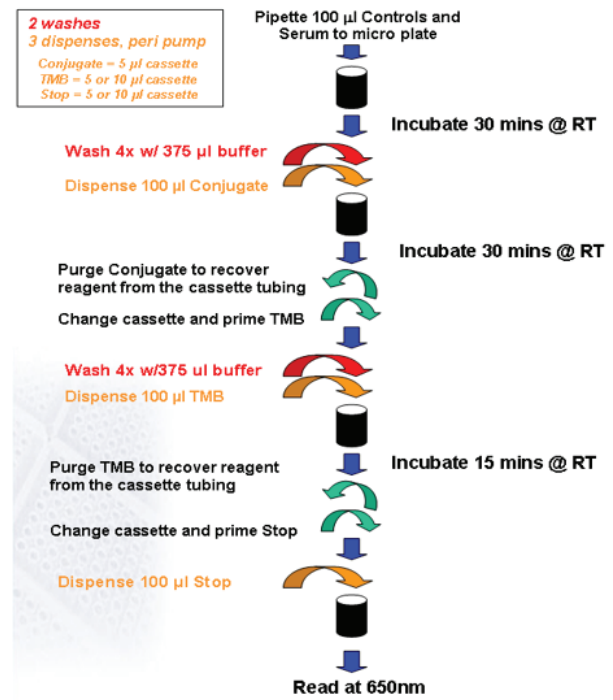 2 washes
3 dispenses, peri pump
Conjugate = 5 µl cassette
TMB = 5 or 10 µl cassette
Stop = 5 or 10 µl cassette
Pipette 100 µl Controls and
Serum to micro plate
Incubate 30 mins @ RT
Wash 4x w/ 375 µl buffer
Dispense 100 µl Conjugate
Incubate 30 mins @ RT
Purge Conjugate to recover
reagent from the cassette tubing
Change cassette and prime TMB
Wash 4x w/375 ul buffer
Dispense 100 µl TMB
Incubate 15 mins @ RT
Purge TMB to recover reagent
from the cassette tubing
Change cassette and prime Stop
Dispense 100 µl Stop
Read at 650nm